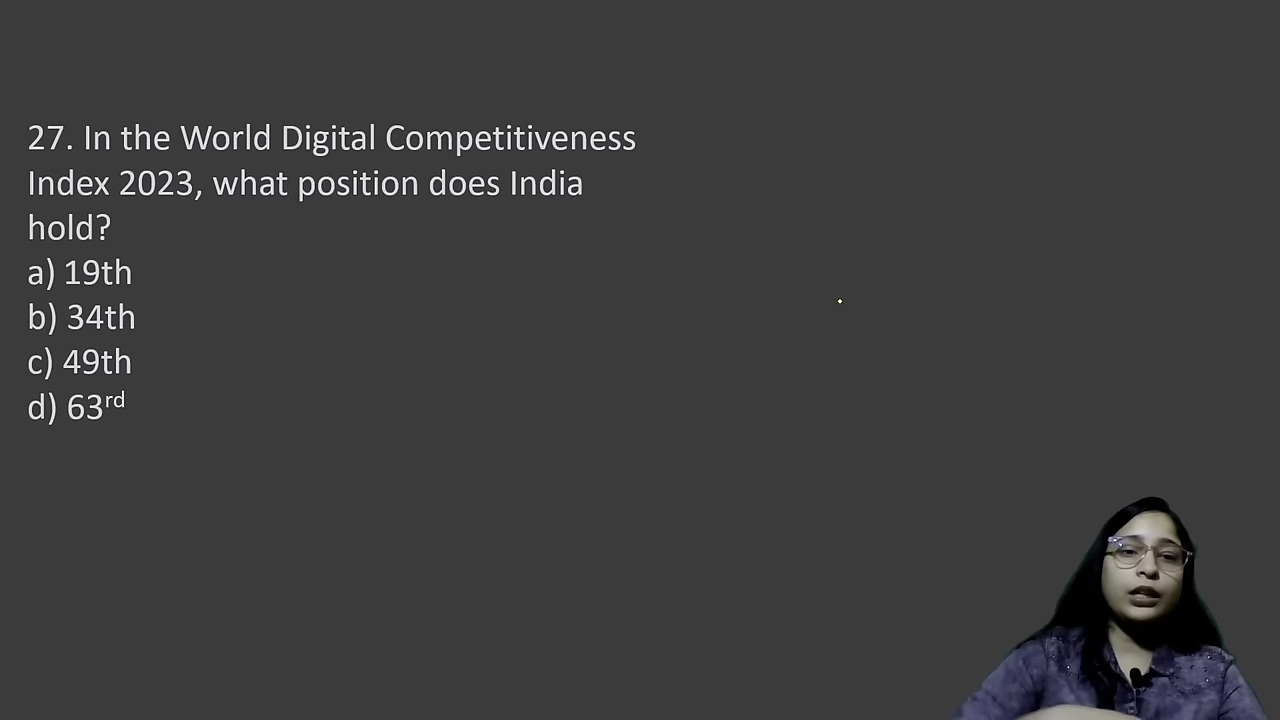 27. In the World Digital Competitiveness
Index 2023, what position does India
hold?
a) 19th
b) 34th
c) 49th
d) 63rd